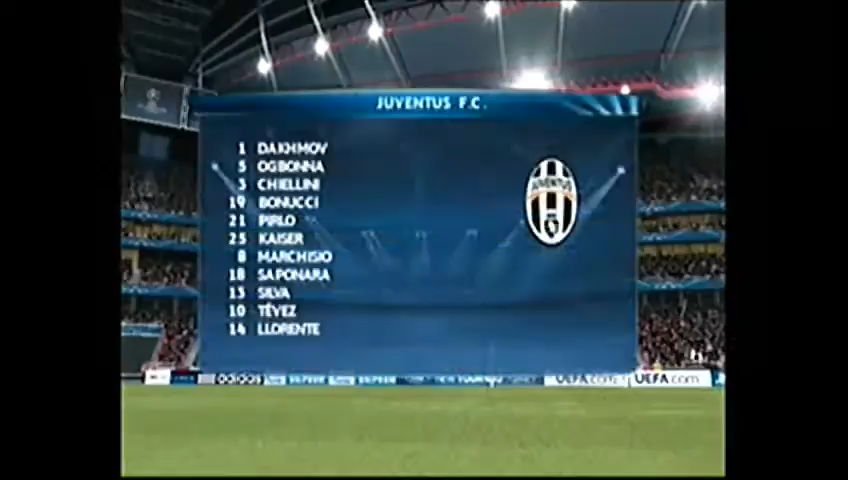 JUVENTUS F.C.
1 DAKHMOV
5 OGBONNA
3 CHIELLINI
19 BONUCCI
21 PIRLO
25 KAISER
8 MARCHISIO
18 SAPONARA
13 SILVA
10 TÉVEZ
14 LLORENTE
JUVENTUS
adidas UEFA.com UEFA.com